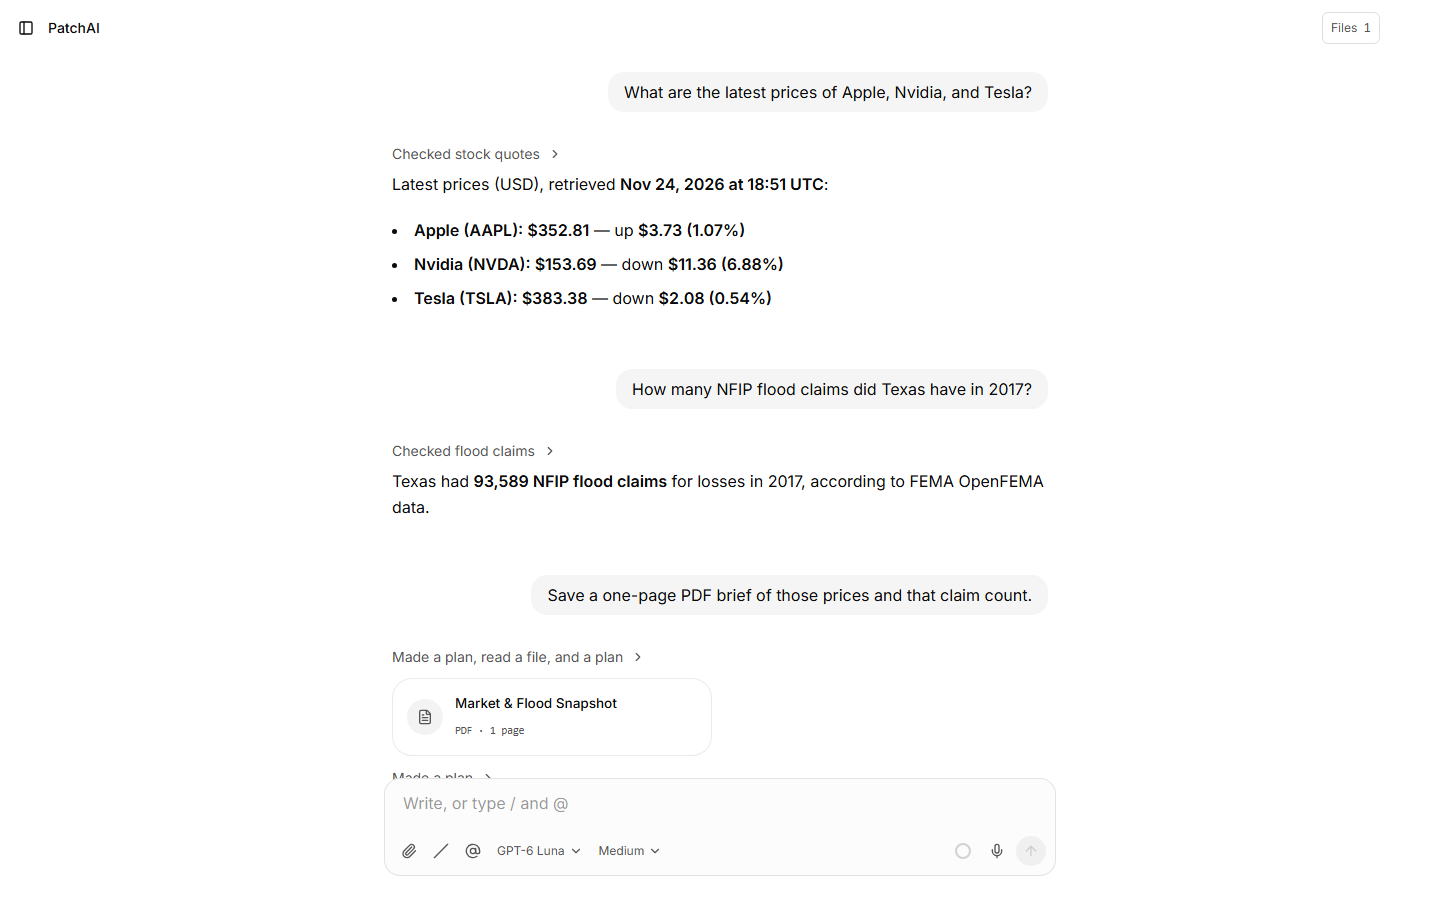 PatchAI
Files 1
What are the latest prices of Apple, Nvidia, and Tesla?
Checked stock quotes
Latest prices (USD), retrieved Nov 24, 2026 at 18:51 UTC:
• Apple (AAPL): $352.81 — up $3.73 (1.07%)
• Nvidia (NVDA): $153.69 — down $11.36 (6.88%)
• Tesla (TSLA): $383.38 — down $2.08 (0.54%)
How many NFIP flood claims did Texas have in 2017?
Checked flood claims
Texas had 93,589 NFIP flood claims for losses in 2017, according to FEMA OpenFEMA
data.
Save a one-page PDF brief of those prices and that claim count.
Made a plan, read a file, and a plan
Market & Flood Snapshot
PDF · 1 page
Made a plan
Write, or type / and @
GPT-6 Luna
Medium